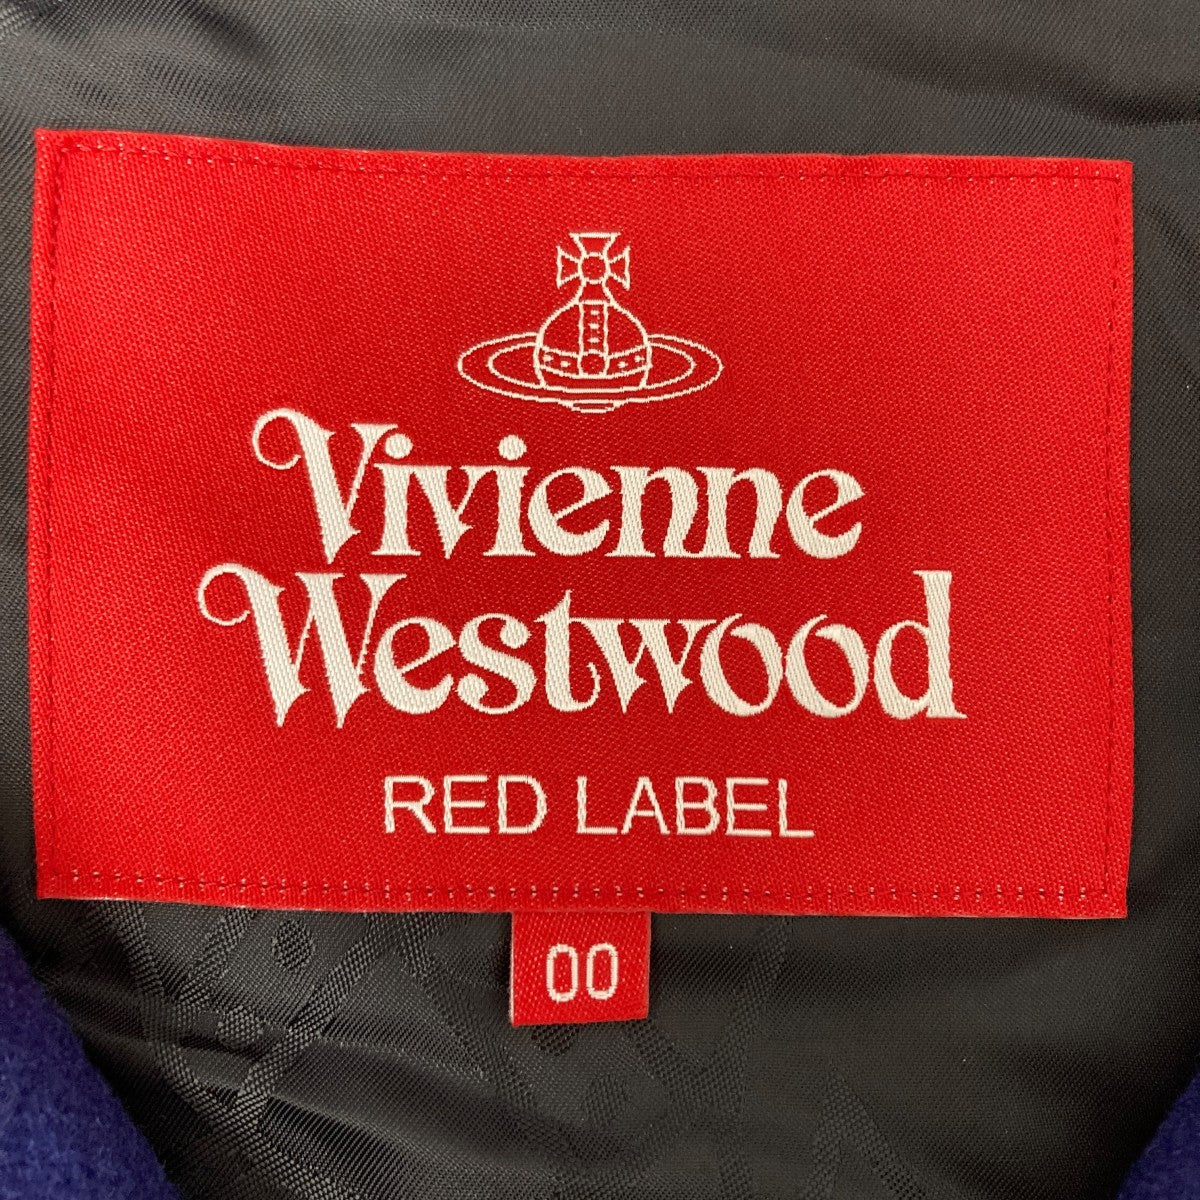 Vivienne
Westwood
RED LABEL
00